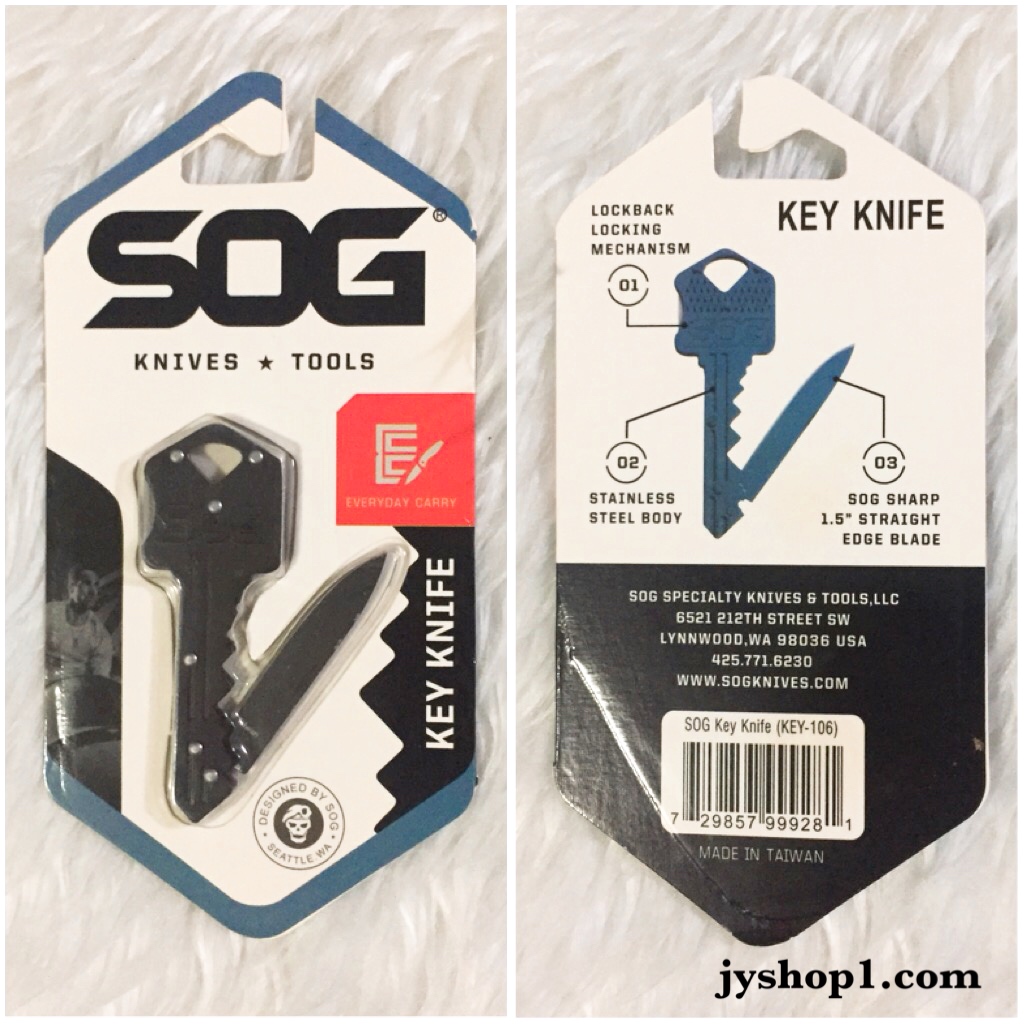 SOG®
KNIVES ★ TOOLS
EVERYDAY CARRY
KEY KNIFE
DESIGNED BY SOG
SEATTLE WA
KEY KNIFE
LOCKBACK
LOCKING
MECHANISM
01
02
STAINLESS
STEEL BODY
03
SOG SHARP
1.5" STRAIGHT
EDGE BLADE
SOG SPECIALTY KNIVES & TOOLS,LLC
6521 212TH STREET SW
LYNNWOOD,WA 98036 USA
425.771.6230
WWW.SOGKNIVES.COM
SOG Key Knife (KEY-106)
7 29857 99928 1
MADE IN TAIWAN
jyshop1.com